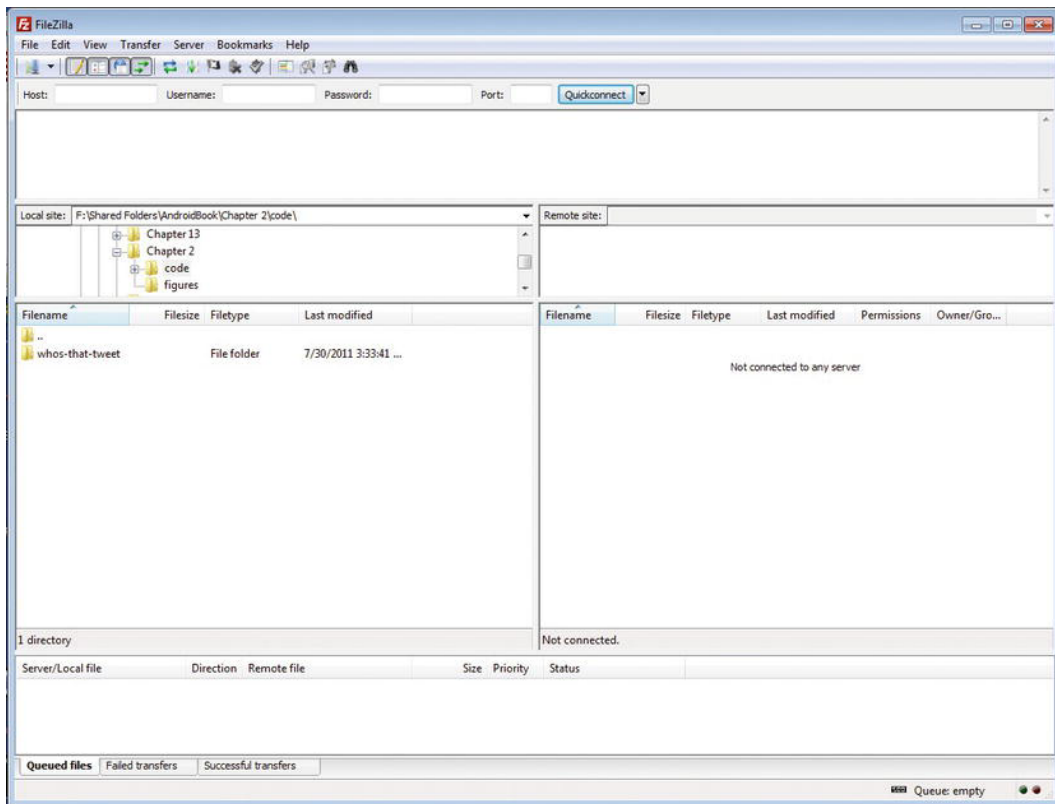 FileZilla
File Edit View Transfer Server Bookmarks Help
Host: Username: Password: Port: Quickconnect
Local site: F:\Shared Folders\AndroidBook\Chapter 2\code\
Chapter 13
Chapter 2
code
figures
Remote site:
Filename Filesize Filetype Last modified
..
whos-that-tweet File folder 7/30/2011 3:33:41 ...
1 directory
Filename Filesize Filetype Last modified Permissions Owner/Gro...
Not connected to any server
Not connected.
Server/Local file Direction Remote file Size Priority Status
Queued files Failed transfers Successful transfers
Queue: empty